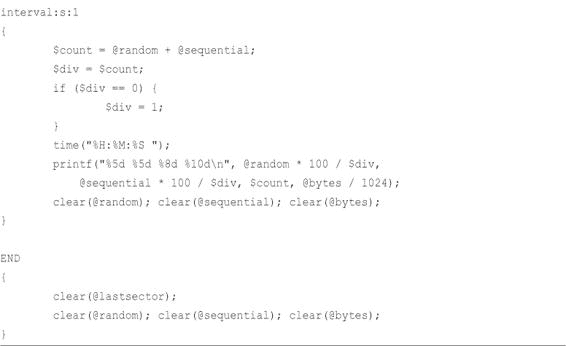 interval:s:1
{
        $count = @random + @sequential;
        $div = $count;
        if ($div == 0) {
                $div = 1;
        }
        time("%H:%M:%S ");
        printf("%5d %5d %8d %10d\n", @random * 100 / $div,
            @sequential * 100 / $div, $count, @bytes / 1024);
        clear(@random); clear(@sequential); clear(@bytes);
}

END
{
        clear(@lastsector);
        clear(@random); clear(@sequential); clear(@bytes);
}